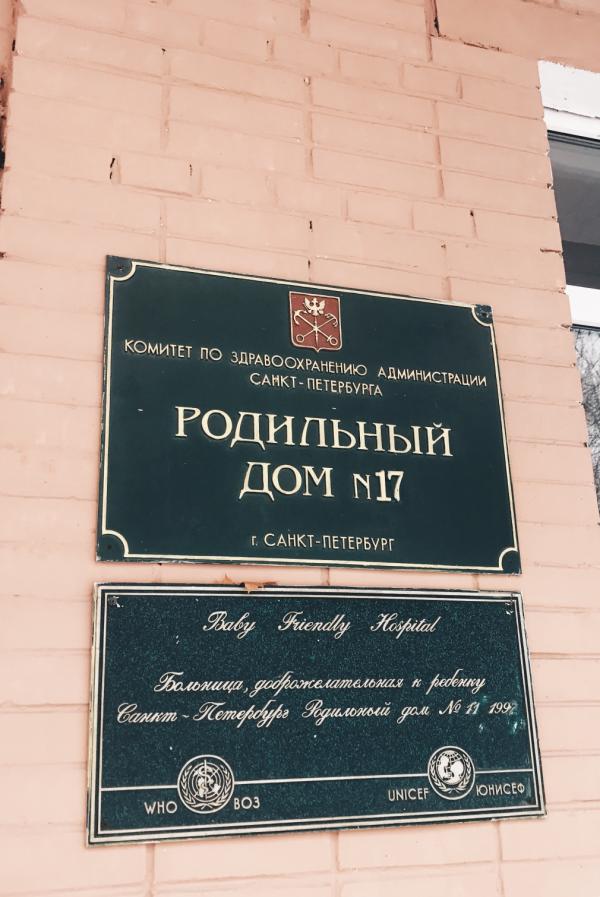 КОМИТЕТ ПО ЗДРАВООХРАНЕНИЮ АДМИНИСТРАЦИИ
САНКТ-ПЕТЕРБУРГА
РОДИЛЬНЫЙ
ДОМ N17
г. САНКТ-ПЕТЕРБУРГ
Baby Friendly Hospital
Больница, доброжелательная к ребенку
Санкт-Петербург Родильный дом №
WHO ВОЗ UNICEF ЮНИСЕФ